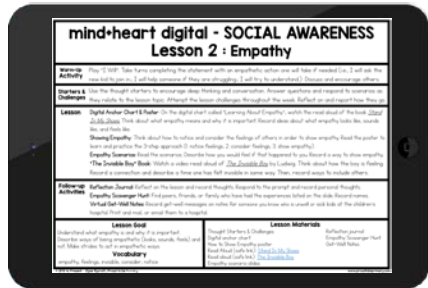 mind+heart digital - SOCIAL AWARENESS
Lesson 2 : Empathy
Warm-up
Activity
Play "I Will". Take turns completing the statement with an empathetic action one will take if needed (i.e., I will ask the
new kid to join in, I will help someone if they are struggling, I will try to understand.). Discuss and encourage others
Starters &
Challenges
Use the thought starters to encourage deep thinking and conversation. Answer questions and respond to scenarios as
they relate to the lesson topic. Attempt the lesson challenges throughout the week. Reflect on and report how they go
Lesson
Digital Anchor Chart & Poster: On the digital chart called "Learning About Empathy", watch the read aloud of the book Stand
In My Shoes. Think about what empathy means and why it is important. Record ideas about what empathy looks like, sounds
like, and feels like.
Showing Empathy: Think about how to notice and consider the feelings of others in order to show empathy. Read the poster to
learn and practice the 3-step approach (1. notice feelings, 2. consider feelings, 3. show empathy).
Empathy Scenarios: Read the scenarios. Describe how you would feel if that happened to you. Record a way to show empathy.
"The Invisible Boy" Book: Watch a video read aloud of The Invisible Boy by Ludwig. Think about how the boy is feeling.
Record a connection and describe a time one has felt invisible in some way. Then, record ways to include others.
Follow-up
Activities
Reflection Journal: Reflect on the lesson and record thoughts. Respond to the prompt and record personal thoughts.
Empathy Scavenger Hunt: Find peers, friends, or family who have had the experiences listed on the slide. Record names.
Virtual Get-Well Notes: Record get-well messages on notes for someone you know who is unwell or sick kids at the children's
hospital. Print and mail, or email them to a hospital.
Lesson Goal
Understand what empathy is and why it is important.
Describe ways of being empathetic (looks, sounds, feels), and
set Make strides to act in empathetic ways.
Vocabulary
empathy, feelings, invisible, consider, notice
Lesson Materials
Thought Starters & Challenges
Digital anchor chart
How to Show Empathy poster
Read Aloud (safe link): Stand In My Shoes
Read aloud (safe link): The Invisible Boy
Empathy scenario slides
Reflection journal
Empathy Scavenger Hunt
Get-Well Notes